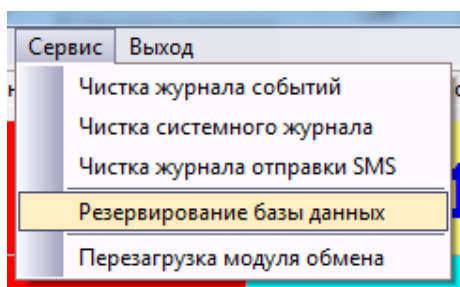 Сервис Выход
Чистка журнала событий
Чистка системного журнала
Чистка журнала отправки SMS
Резервирование базы данных
Перезагрузка модуля обмена